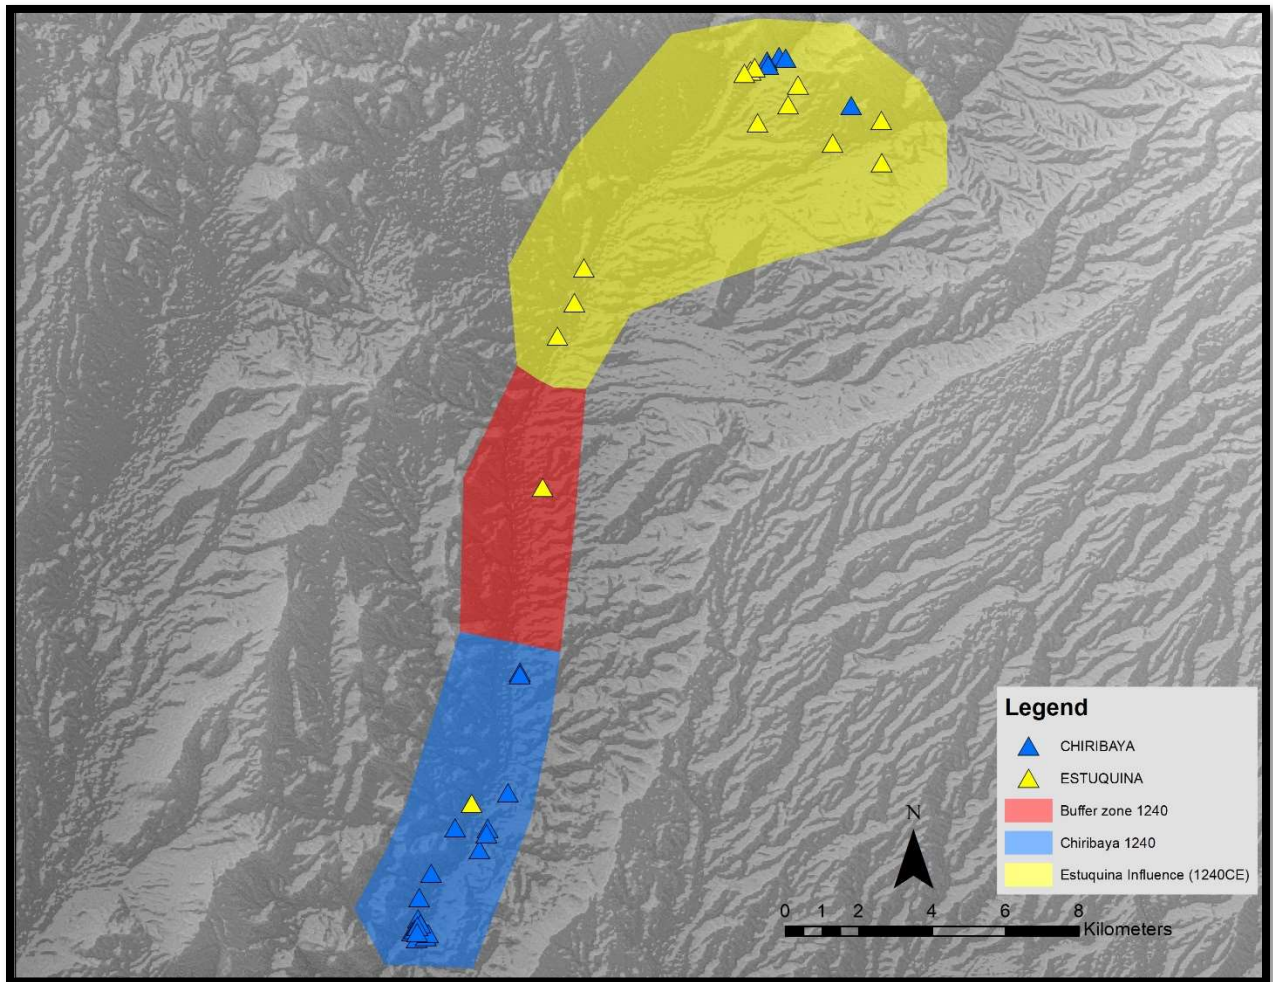 Legend
CHIRIBAYA
ESTUQUINA
Buffer zone 1240
Chiribaya 1240
Estuquina Influence (1240CE)
N
0 1 2 4 6 8
Kilometers